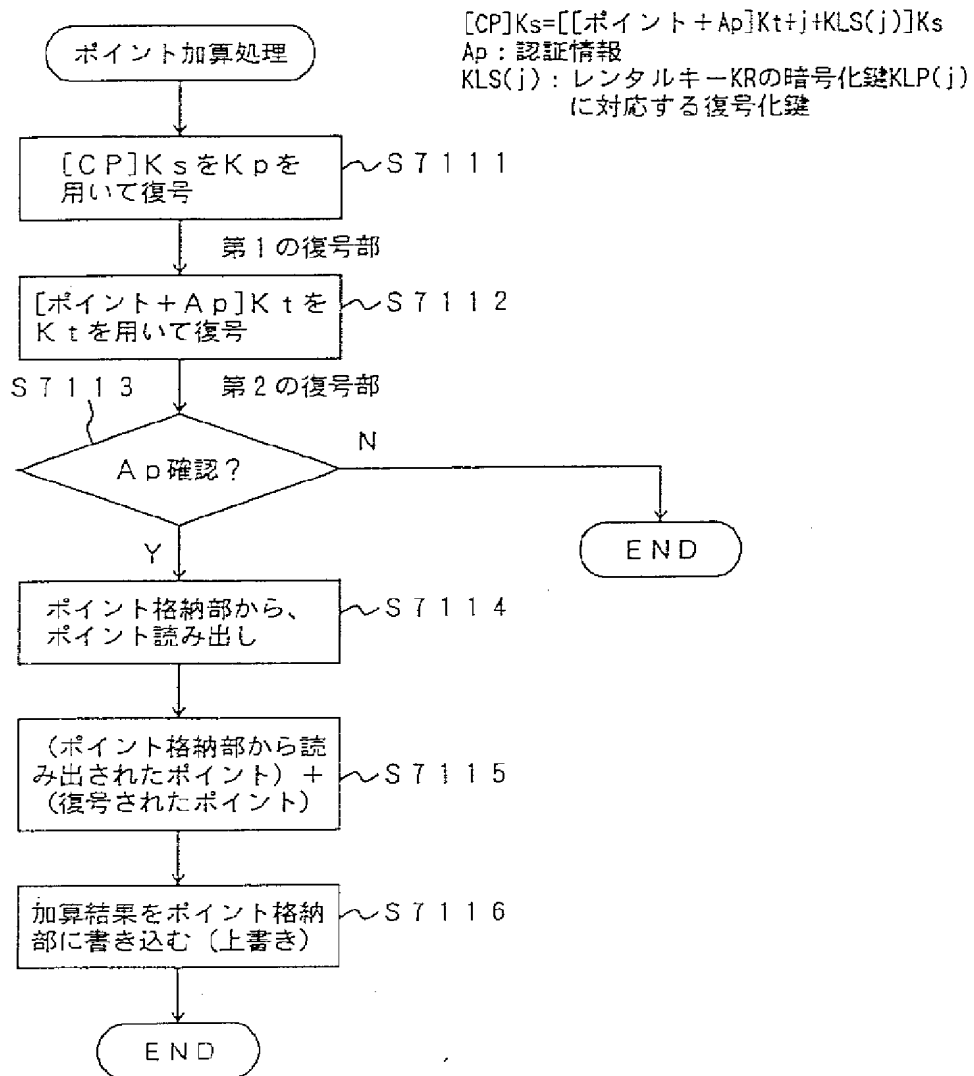 [CP]Ks=[[ポイント+Ap]Kt+j+KLS(j)]Ks
Ap:認証情報
KLS(j):レンタルキーKRの暗号化鍵KLP(j)
に対応する復号化鍵
ポイント加算処理
[CP]KsをKpを
用いて復号
S7111
第1の復号部
[ポイント+Ap]Ktを
Ktを用いて復号
S7112
第2の復号部
S7113
Ap確認?
N
END
Y
ポイント格納部から、
ポイント読み出し
S7114
(ポイント格納部から読
み出されたポイント)+
(復号されたポイント)
S7115
加算結果をポイント格納
部に書き込む(上書き)
S7116
END